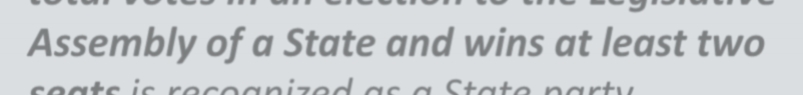 total votes in an election to the Legislative
Assembly of a State and wins at least two
seats is recognized as a State party